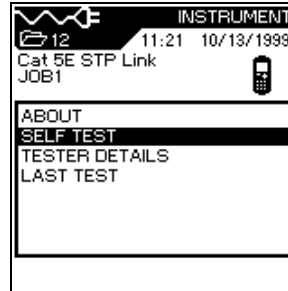 INSTRUMENT
12 11:21 10/13/1999
Cat 5E STP Link
JOB1
ABOUT
SELF TEST
TESTER DETAILS
LAST TEST